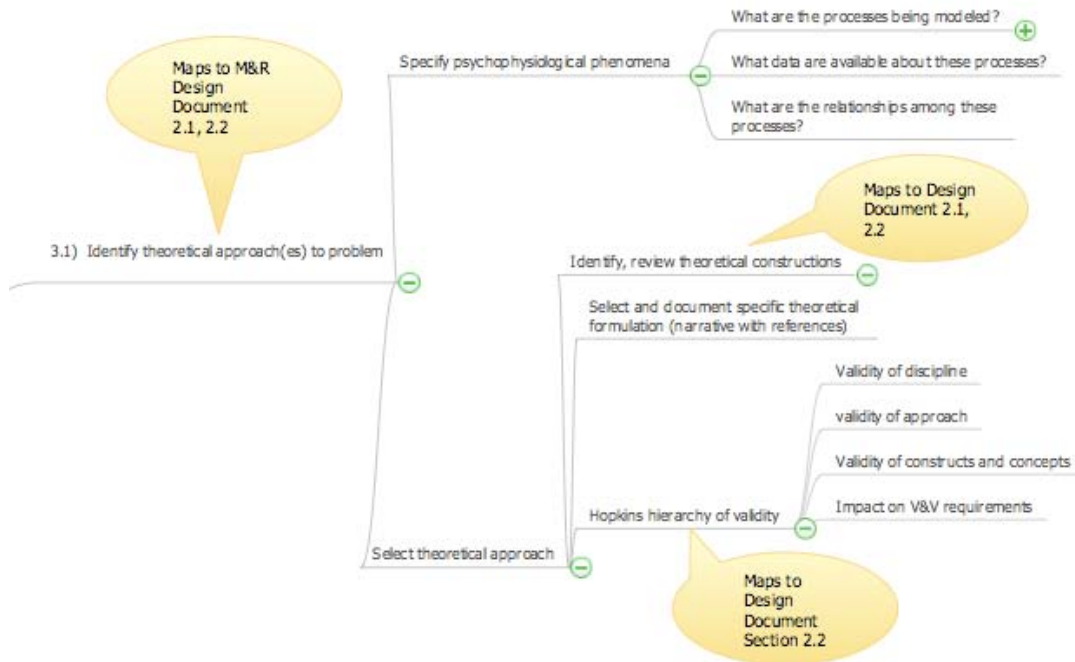 What are the processes being modeled?
Maps to M&R
Design
Document
2.1, 2.2
Specify psychophysiological phenomena
What data are available about these processes?
What are the relationships among these
processes?
Maps to Design
Document 2.1,
2.2
3.1) Identify theoretical approach(es) to problem
Identify, review theoretical constructions
Select and document specific theoretical
formulation (narrative with references)
Validity of discipline
validity of approach
Validity of constructs and concepts
Hopkins hierarchy of validity
Impact on V&V requirements
Select theoretical approach
Maps to
Design
Document
Section 2.2